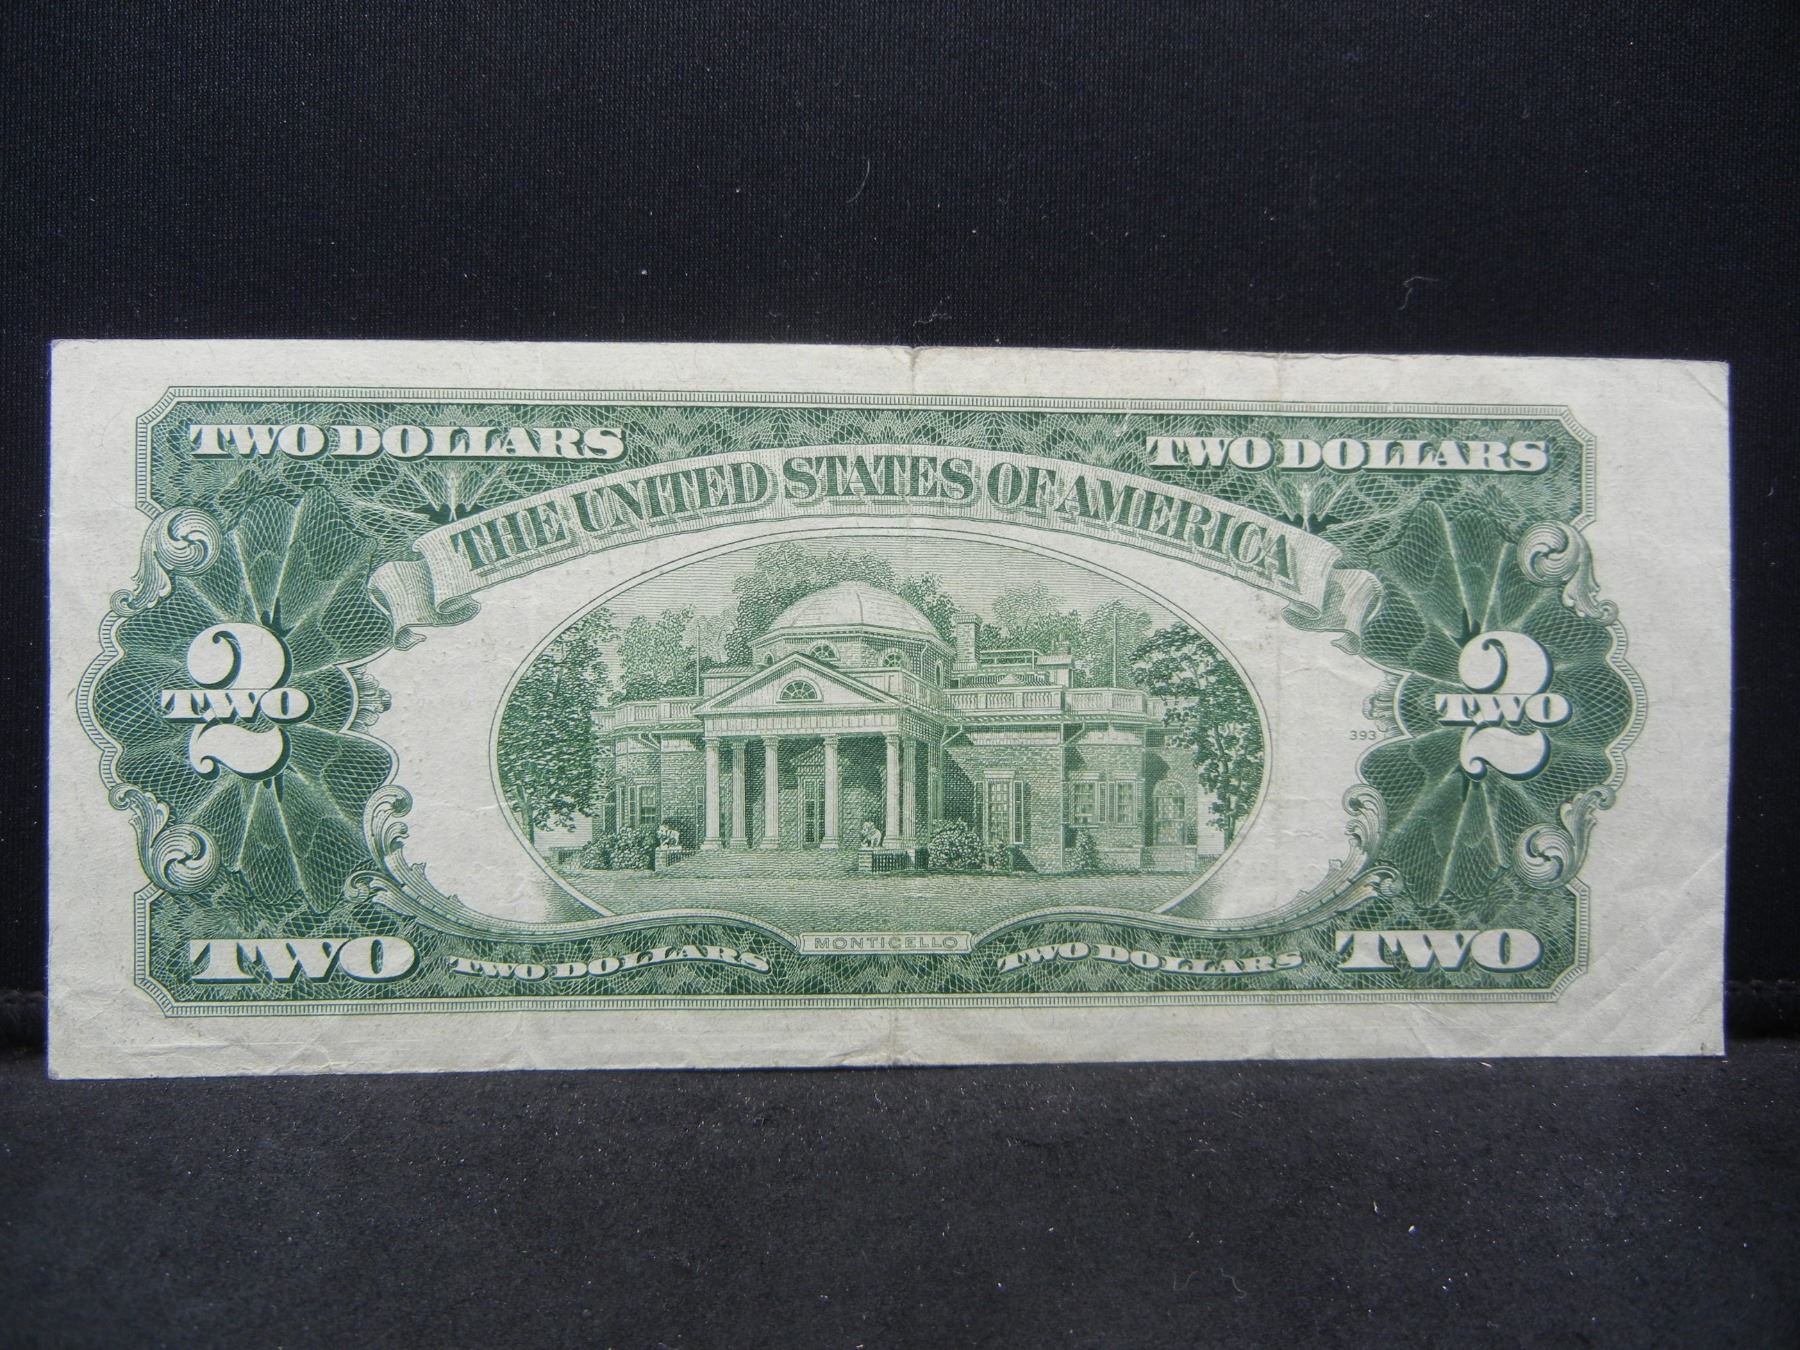 TWO DOLLARS TWO DOLLARS
THE UNITED STATES OF AMERICA
2 2
TWO TWO
393
MONTICELLO
TWO TWO DOLLARS TWO DOLLARS TWO